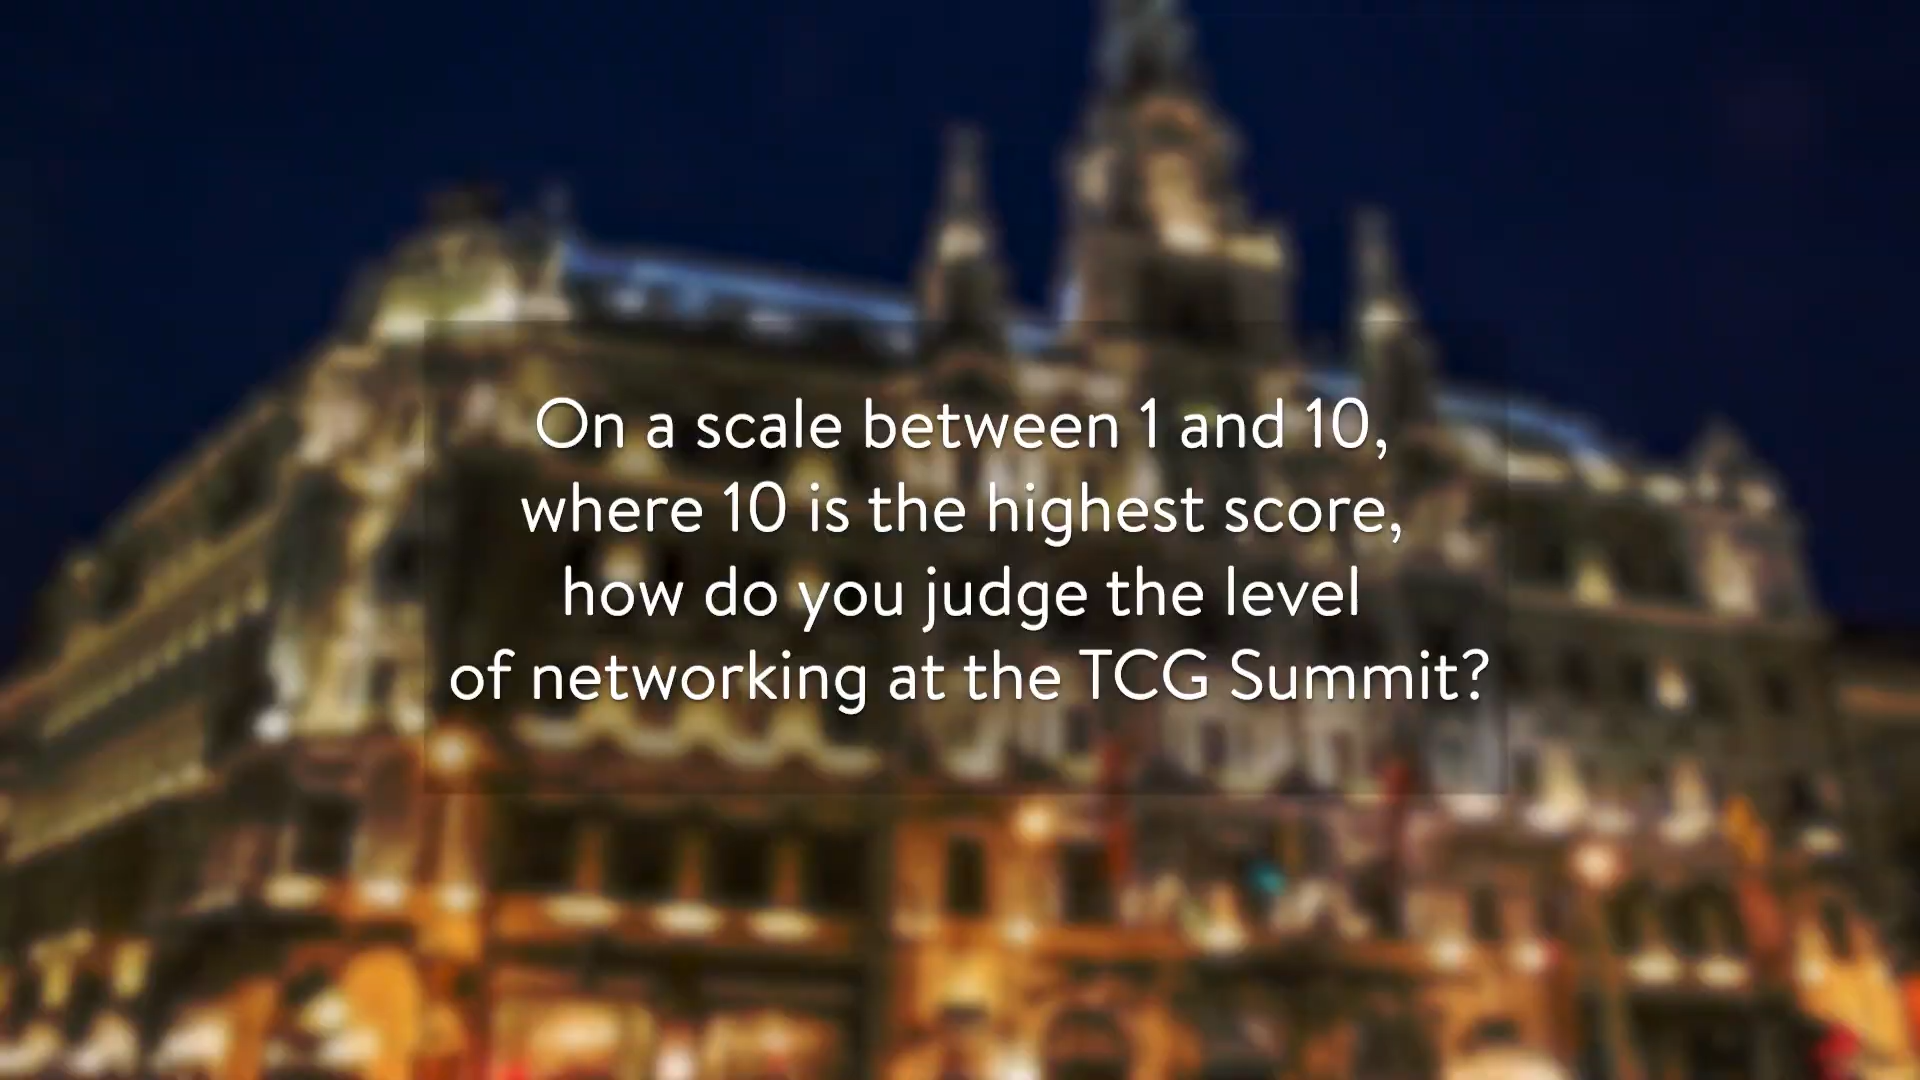 On a scale between 1 and 10,
where 10 is the highest score,
how do you judge the level
of networking at the TCG Summit?